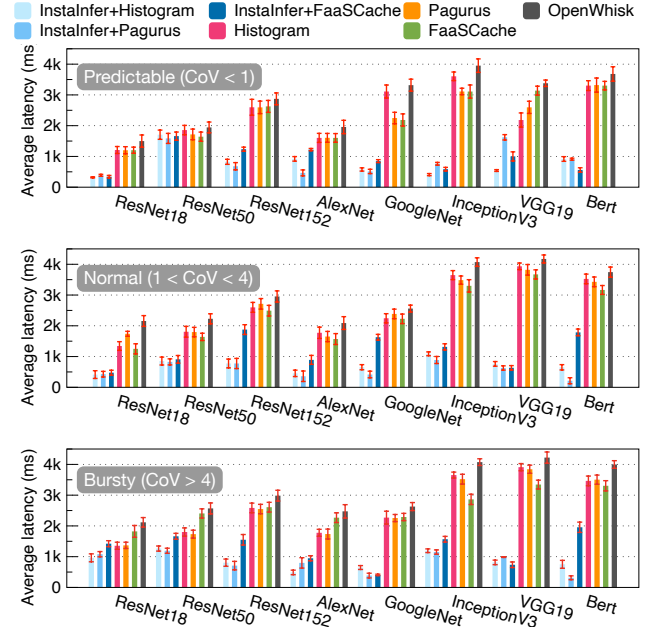 InstaInfer+Histogram InstaInfer+FaaSCache Pagurus OpenWhisk
InstaInfer+Pagurus Histogram FaaSCache
Average latency (ms)
4k
3k
2k
1k
0
Predictable (CoV < 1)
ResNet18 ResNet50 ResNet152 AlexNet GoogleNet InceptionV3 VGG19 Bert
Average latency (ms)
4k
3k
2k
1k
0
Normal (1 < CoV < 4)
ResNet18 ResNet50 ResNet152 AlexNet GoogleNet InceptionV3 VGG19 Bert
Average latency (ms)
4k
3k
2k
1k
0
Bursty (CoV > 4)
ResNet18 ResNet50 ResNet152 AlexNet GoogleNet InceptionV3 VGG19 Bert